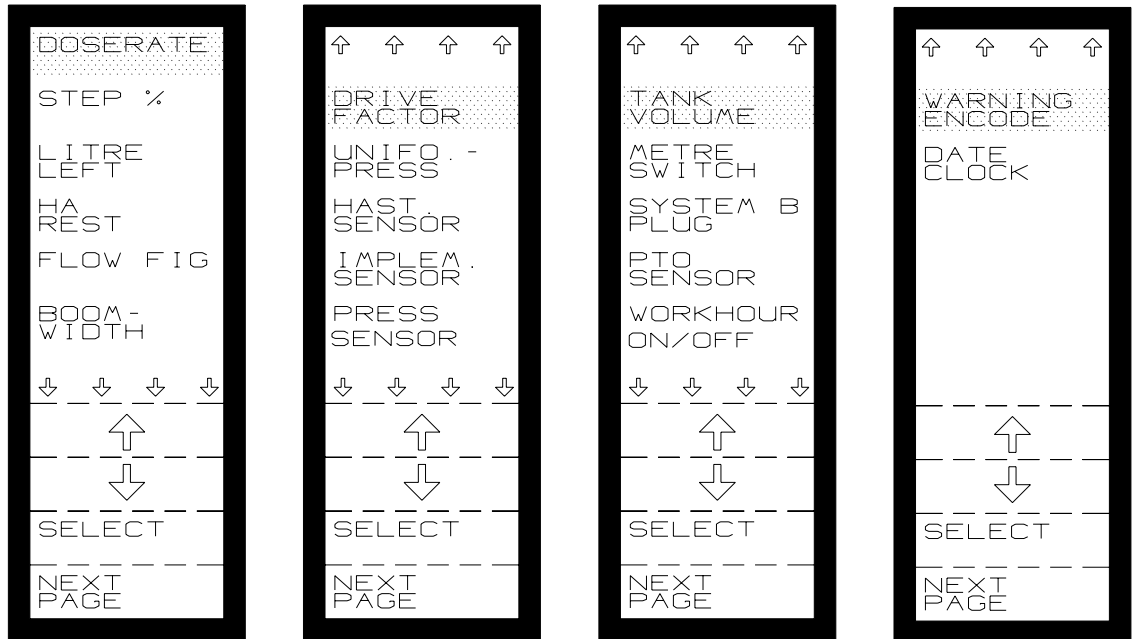 DOSERATE
STEP %
LITRE
LEFT
HA
REST
FLOW FIG
BOOM-
WIDTH
SELECT
NEXT
PAGE
DRIVE
FACTOR
UNIFO.-
PRESS
HAST.
SENSOR
IMPLEM.
SENSOR
PRESS
SENSOR
SELECT
NEXT
PAGE
TANK
VOLUME
METRE
SWITCH
SYSTEM B
PLUG
PTO
SENSOR
WORKHOUR
ON/OFF
SELECT
NEXT
PAGE
WARNING
ENCODE
DATE
CLOCK
SELECT
NEXT
PAGE